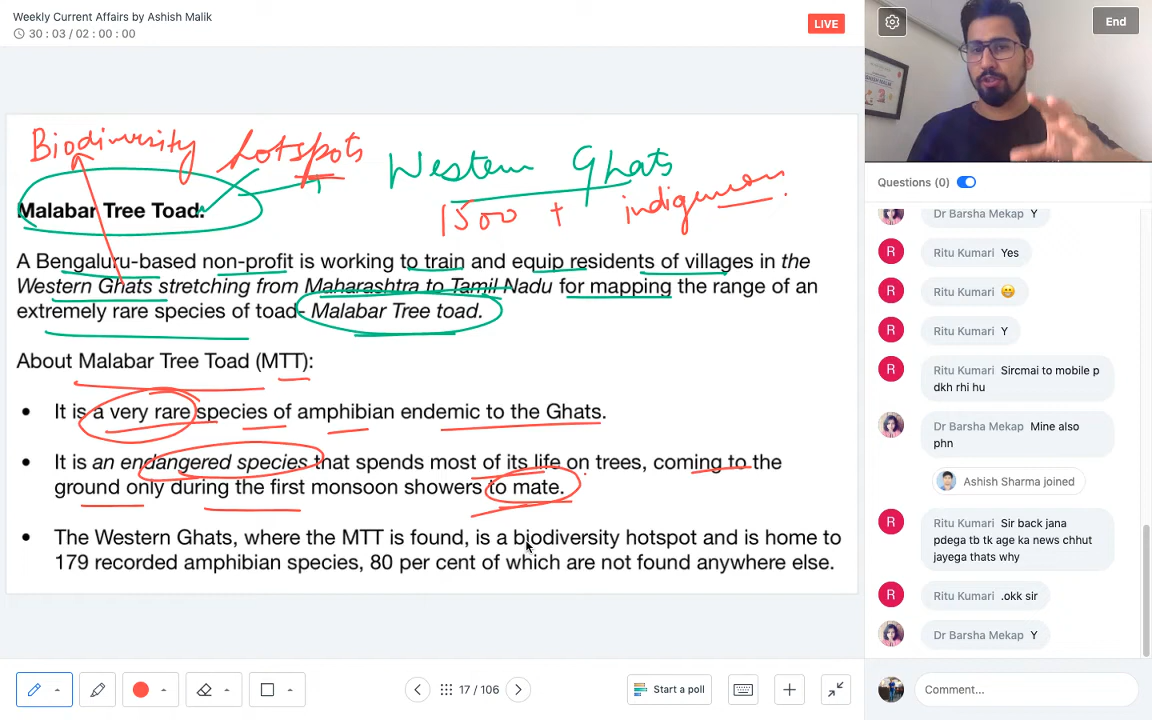 Weekly Current Affairs by Ashish Malik
30 : 03 / 02 : 00 : 00
LIVE
End
Biodiversity hotspots
Western Ghats
1500 + indigenous.
Malabar Tree Toad:
A Bengaluru-based non-profit is working to train and equip residents of villages in the
Western Ghats stretching from Maharashtra to Tamil Nadu for mapping the range of an
extremely rare species of toad- Malabar Tree toad.
About Malabar Tree Toad (MTT):
• It is a very rare species of amphibian endemic to the Ghats.
• It is an endangered species that spends most of its life on trees, coming to the
ground only during the first monsoon showers to mate.
• The Western Ghats, where the MTT is found, is a biodiversity hotspot and is home to
179 recorded amphibian species, 80 per cent of which are not found anywhere else.
17 / 106
Start a poll
Questions (0)
Dr Barsha Mekap Y
R Ritu Kumari Yes
R Ritu Kumari 😀
R Ritu Kumari Y
R Ritu Kumari Sircmai to mobile p
dkh rhi hu
Dr Barsha Mekap Mine also
phn
Ashish Sharma joined
R Ritu Kumari Sir back jana
pdega tb tk age ka news chhut
jayega thats why
R Ritu Kumari .okk sir
Dr Barsha Mekap Y
Comment...